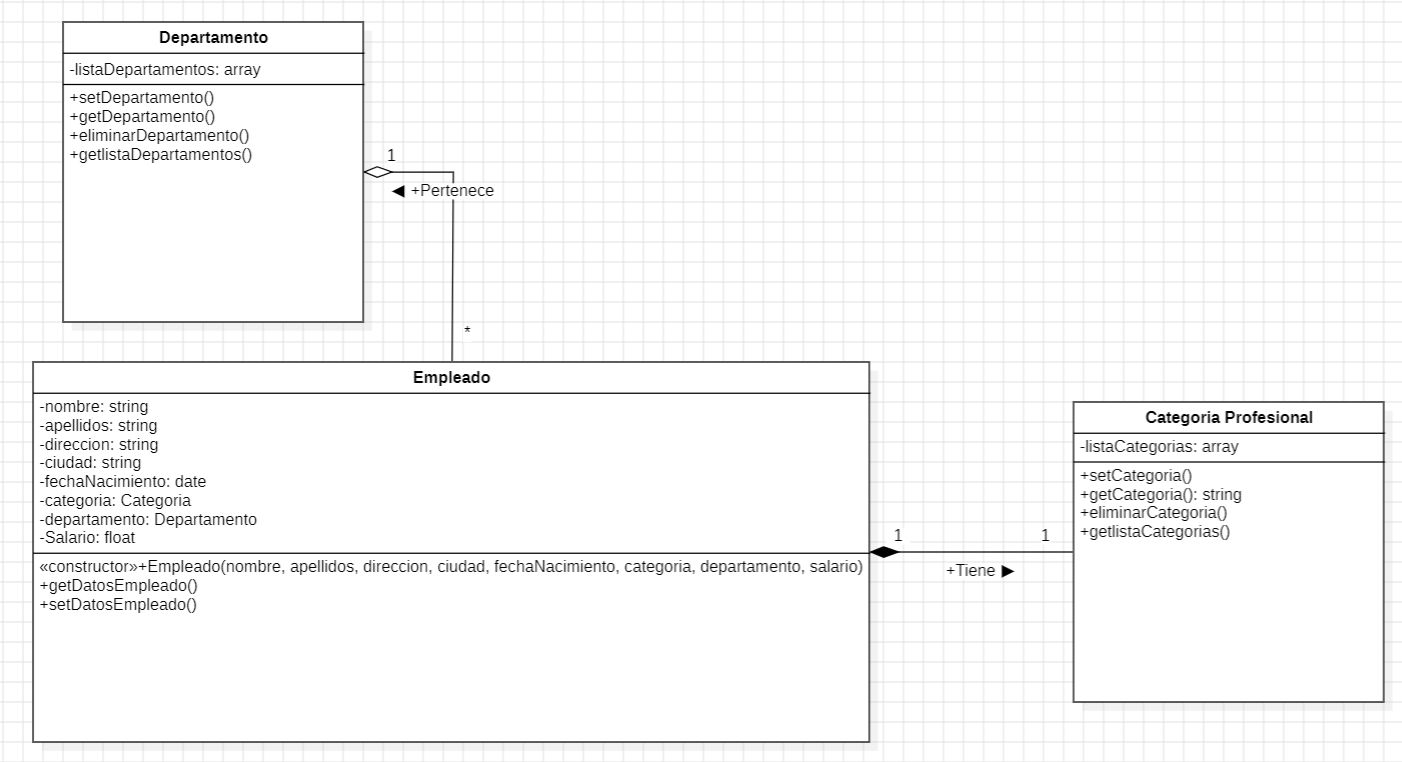 Departamento
-listaDepartamentos: array
+setDepartamento()
+getDepartamento()
+eliminarDepartamento()
+getlistaDepartamentos()
1
+Pertenece
*
Empleado
-nombre: string
-apellidos: string
-direccion: string
-ciudad: string
-fechaNacimiento: date
-categoria: Categoria
-departamento: Departamento
-Salario: float
«constructor»+Empleado(nombre, apellidos, direccion, ciudad, fechaNacimiento, categoria, departamento, salario)
+getDatosEmpleado()
+setDatosEmpleado()
1
1
+Tiene
Categoria Profesional
-listaCategorias: array
+setCategoria()
+getCategoria(): string
+eliminarCategoria()
+getlistaCategorias()